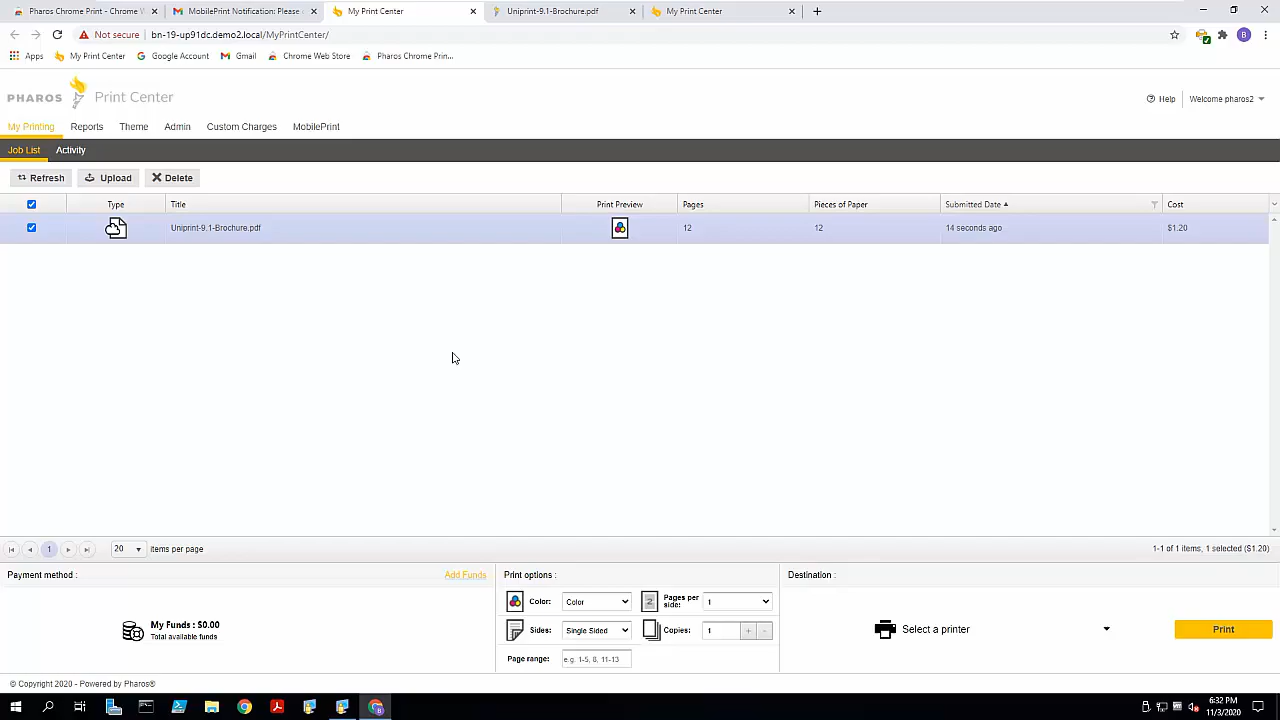 Pharos Chrome Print - Chrome W
MobilePrint Notification: Please
My Print Center
Uniprint-9.1-Brochure.pdf
My Print Center
Not secure
bn-19-up91dc.demo2.local/MyPrintCenter/
B
Apps
My Print Center
Google Account
Gmail
Chrome Web Store
Pharos Chrome Prin...
PHAROS Print Center
Help
Welcome pharos2
My Printing
Reports
Theme
Admin
Custom Charges
MobilePrint
Job List
Activity
Refresh
Upload
Delete
Type
Title
Print Preview
Pages
Pieces of Paper
Submitted Date
Cost
Uniprint-9.1-Brochure.pdf
12
12
14 seconds ago
$1.20
1
20
items per page
1-1 of 1 items, 1 selected ($1.20)
Payment method :
Add Funds
My Funds : $0.00
Total available funds
Print options :
Color:
Color
Pages per side:
1
Sides:
Single Sided
Copies:
1
+
-
Page range:
e.g. 1-5, 8, 11-13
Destination :
Select a printer
Print
© Copyright 2020 - Powered by Pharos®
6:32 PM
11/3/2020